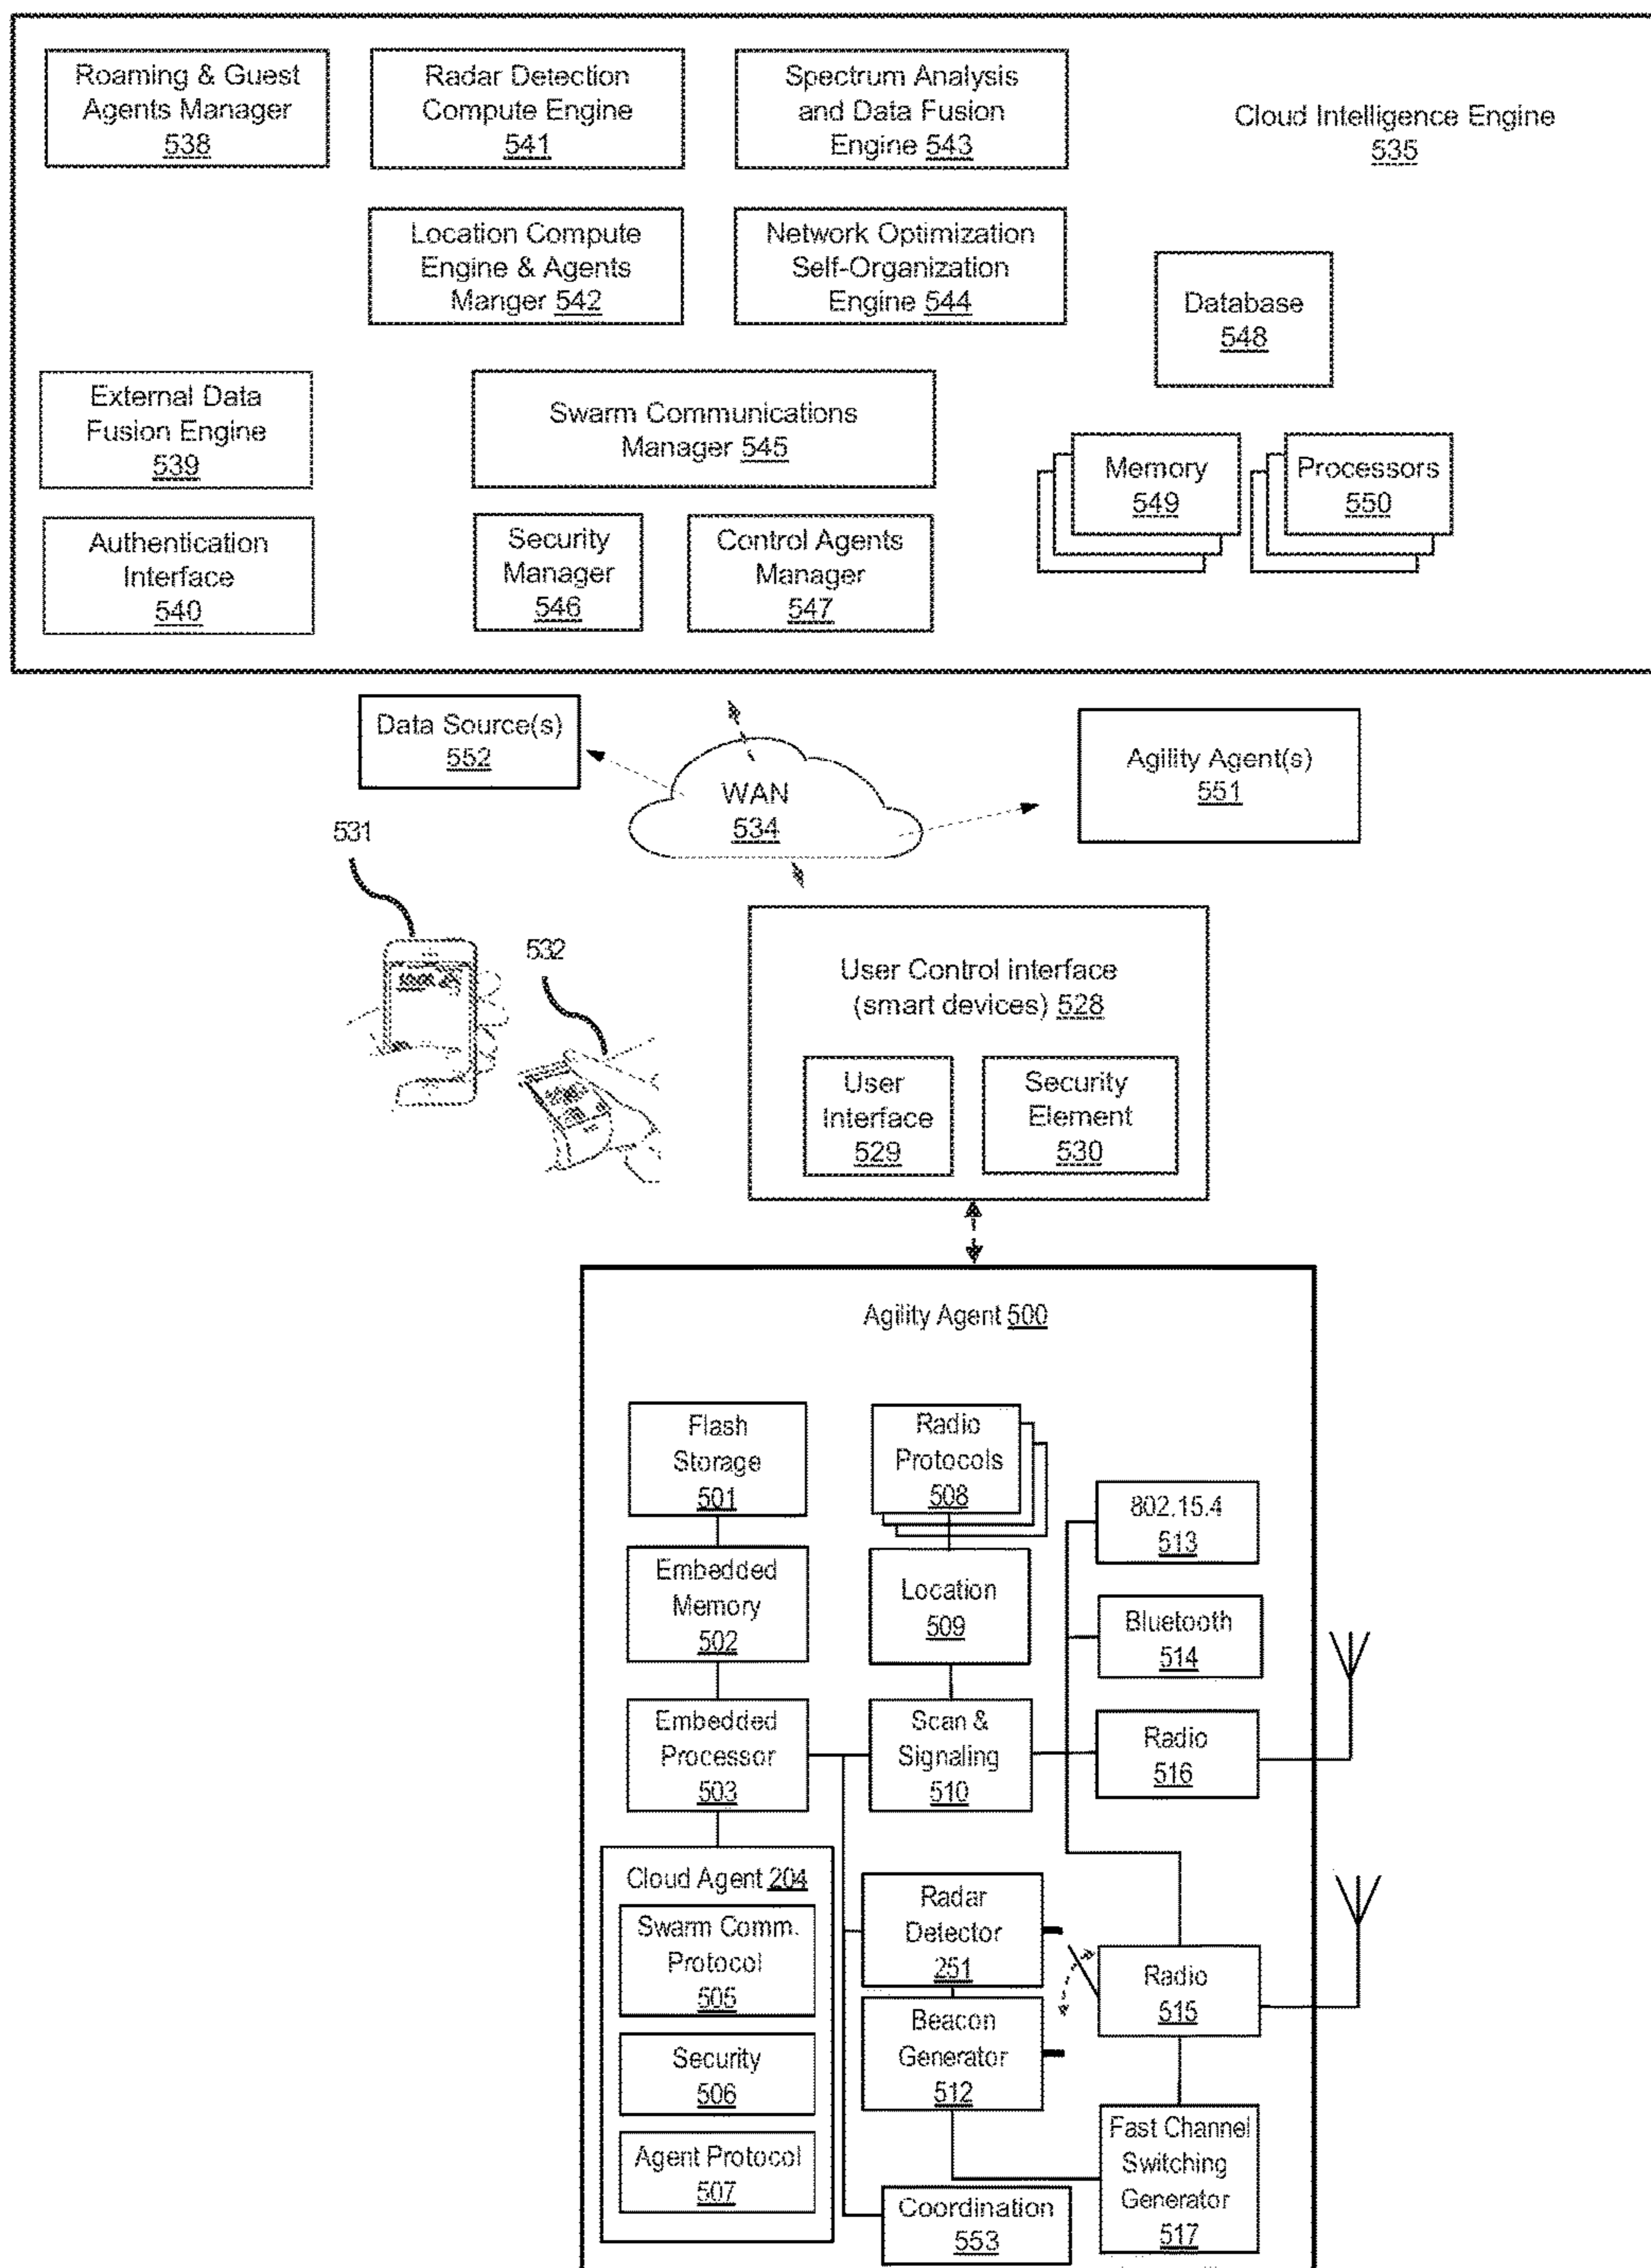 Roaming & Guest
Agents Manager
538
Radar Detection
Compute Engine
541
Spectrum Analysis
and Data Fusion
Engine 543
Cloud Intelligence Engine
535
Location Compute
Engine & Agents
Manger 542
Network Optimization
Self-Organization
Engine 544
Database
548
External Data
Fusion Engine
539
Swarm Communications
Manager 545
Memory
549
Processors
550
Authentication
Interface
540
Security
Manager
546
Control Agents
Manager
547
Data Source(s)
552
WAN
534
Agility Agent(s)
551
531
532
User Control interface
(smart devices) 528
User
Interface
529
Security
Element
530
Agility Agent 500
Flash
Storage
501
Radio
Protocols
508
802.15.4
513
Embedded
Memory
502
Location
509
Bluetooth
514
Embedded
Processor
503
Scan &
Signaling
510
Radio
516
Cloud Agent 204
Swarm Comm.
Protocol
505
Security
506
Agent Protocol
507
Radar
Detector
251
Beacon
Generator
512
Radio
515
Fast Channel
Switching
Generator
517
Coordination
553